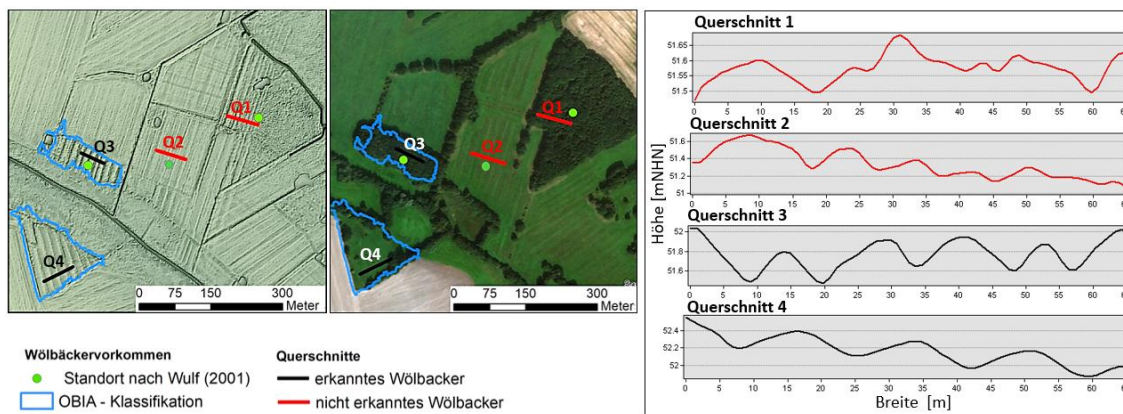 Q1
Q2
Q3
Q4
0 75 150 300
Meter
Q1
Q2
Q3
Q4
0 75 150 300
Meter
Wölbäckervorkommen
Standort nach Wulf (2001)
OBIA - Klassifikation
Querschnitte
erkanntes Wölbacker
nicht erkanntes Wölbacker
Höhe [mNHN]
Querschnitt 1
51.65
51.6
51.55
51.5
0 5 10 15 20 25 30 35 40 45 50 55 60 65
Querschnitt 2
51.6
51.4
51.2
51
0 5 10 15 20 25 30 35 40 45 50 55 60 65
Querschnitt 3
52
51.8
51.6
0 5 10 15 20 25 30 35 40 45 50 55 60 65
Querschnitt 4
52.4
52.2
52
0 5 10 15 20 25 30 35 40 45 50 55 60 65
Breite [m]